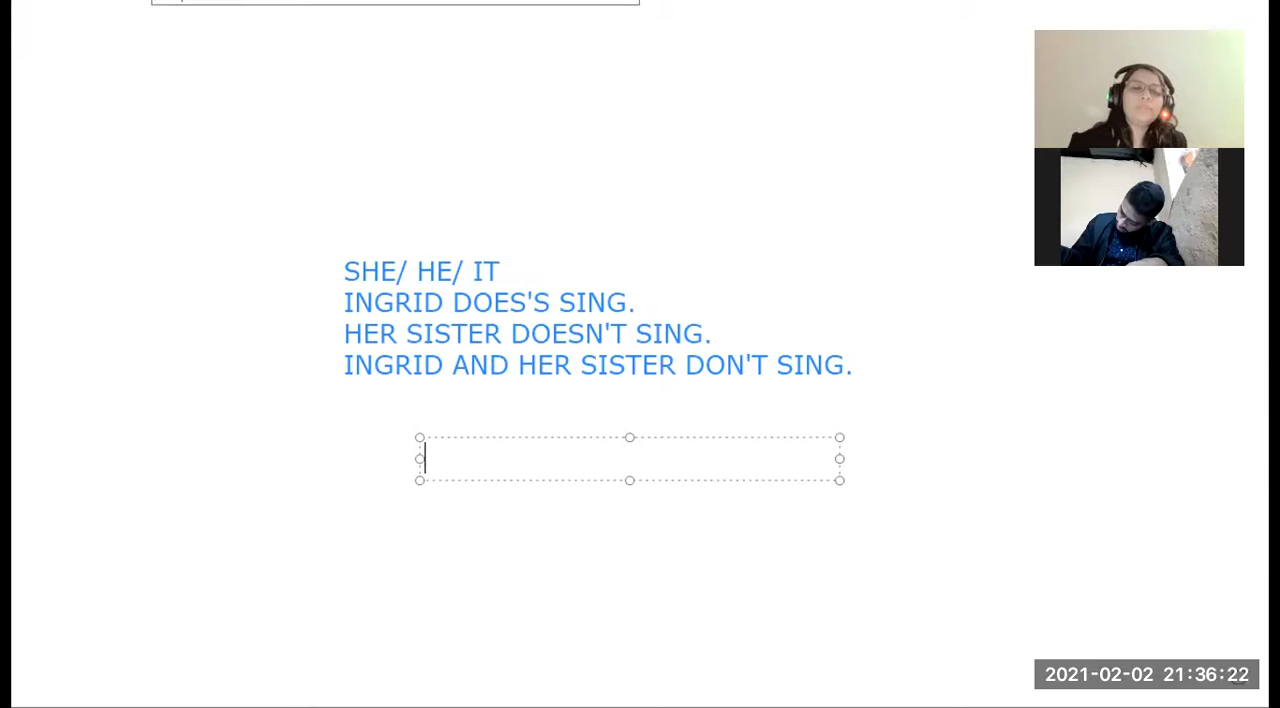 SHE/ HE/ IT
INGRID DOES'S SING.
HER SISTER DOESN'T SING.
INGRID AND HER SISTER DON'T SING.
2021-02-02 21:36:22